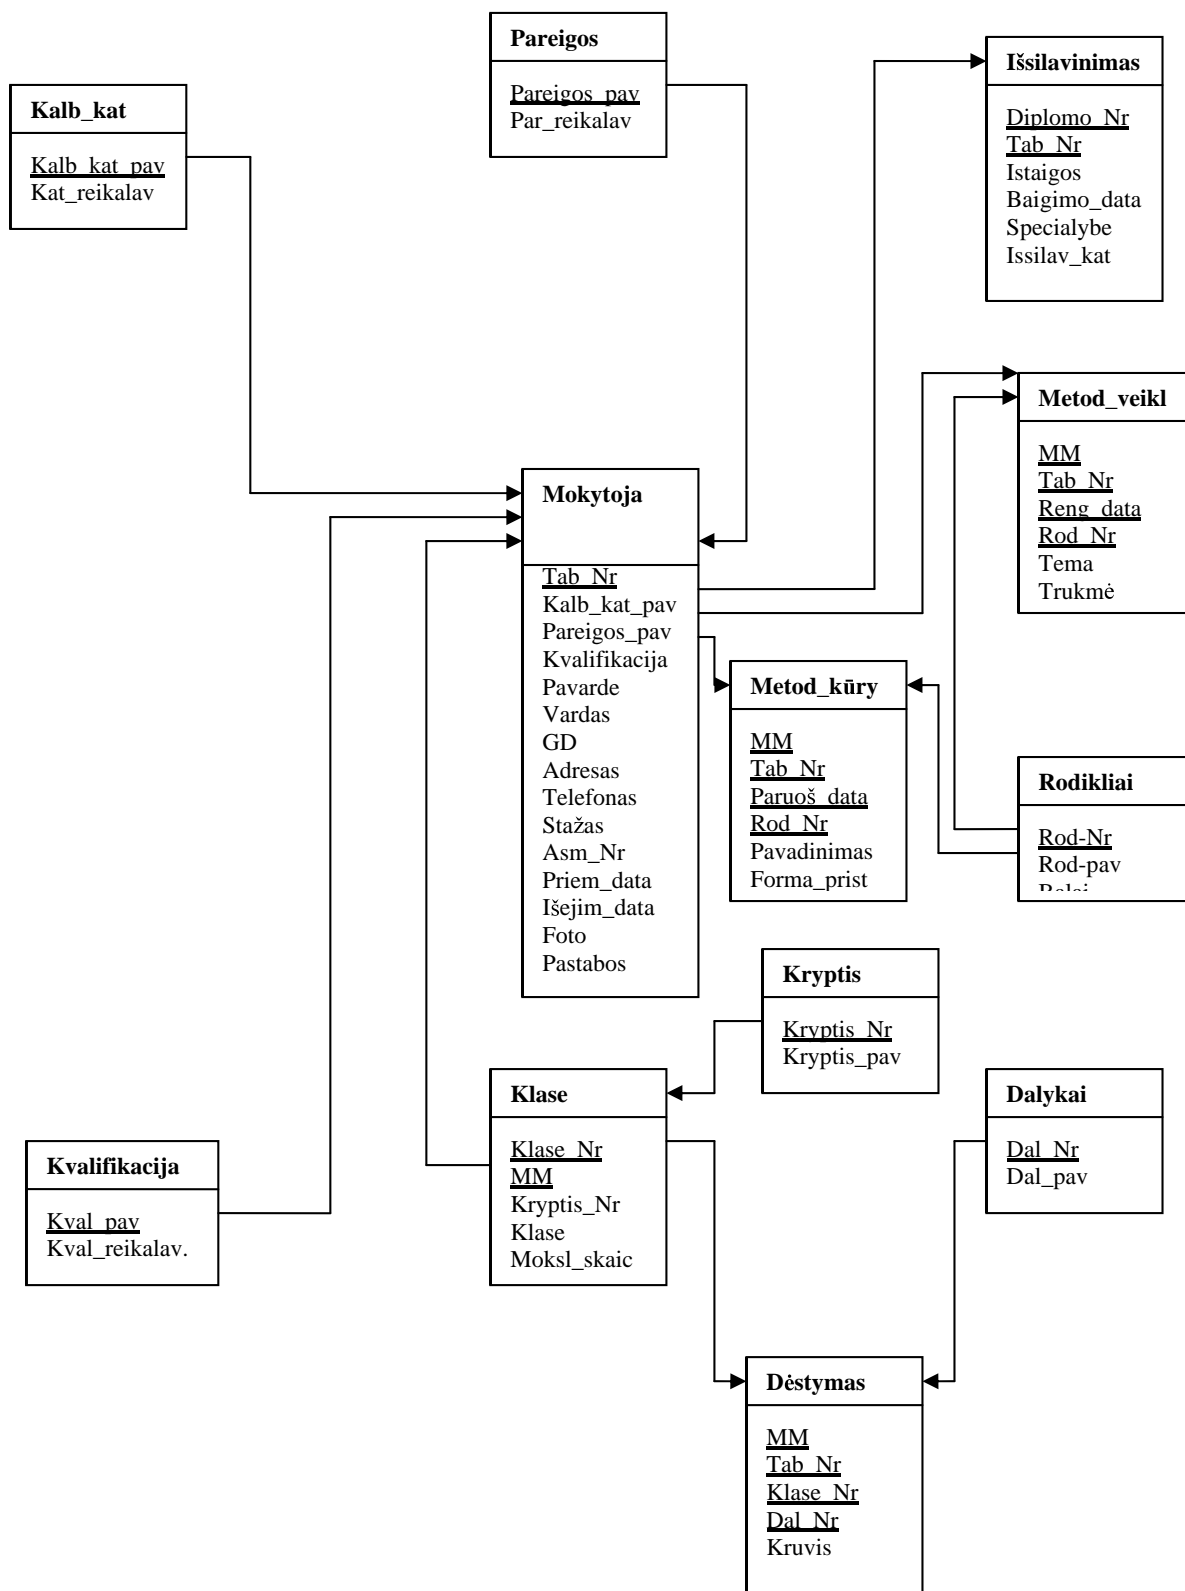 Pareigos
Pareigos_pav
Par_reikalav
Išsilavinimas
Diplomo_Nr
Tab_Nr
Istaigos
Baigimo_data
Specialybe
Issilav_kat
Kalb_kat
Kalb_kat_pav
Kat_reikalav
Metod_veikl
MM
Tab_Nr
Reng_data
Rod_Nr
Tema
Trukmė
Mokytoja
Tab_Nr
Kalb_kat_pav
Pareigos_pav
Kvalifikacija
Pavarde
Vardas
GD
Adresas
Telefonas
Stažas
Asm_Nr
Priem_data
Išejim_data
Foto
Pastabos
Metod_kūry
MM
Tab_Nr
Paruoš_data
Rod_Nr
Pavadinimas
Forma_prist
Rodikliai
Rod-Nr
Rod-pav
Kryptis
Kryptis_Nr
Kryptis_pav
Klase
Klase_Nr
MM
Kryptis_Nr
Klase
Moksl_skaic
Dalykai
Dal_Nr
Dal_pav
Kvalifikacija
Kval_pav
Kval_reikalav.
Dėstymas
MM
Tab_Nr
Klase_Nr
Dal_Nr
Kruvis